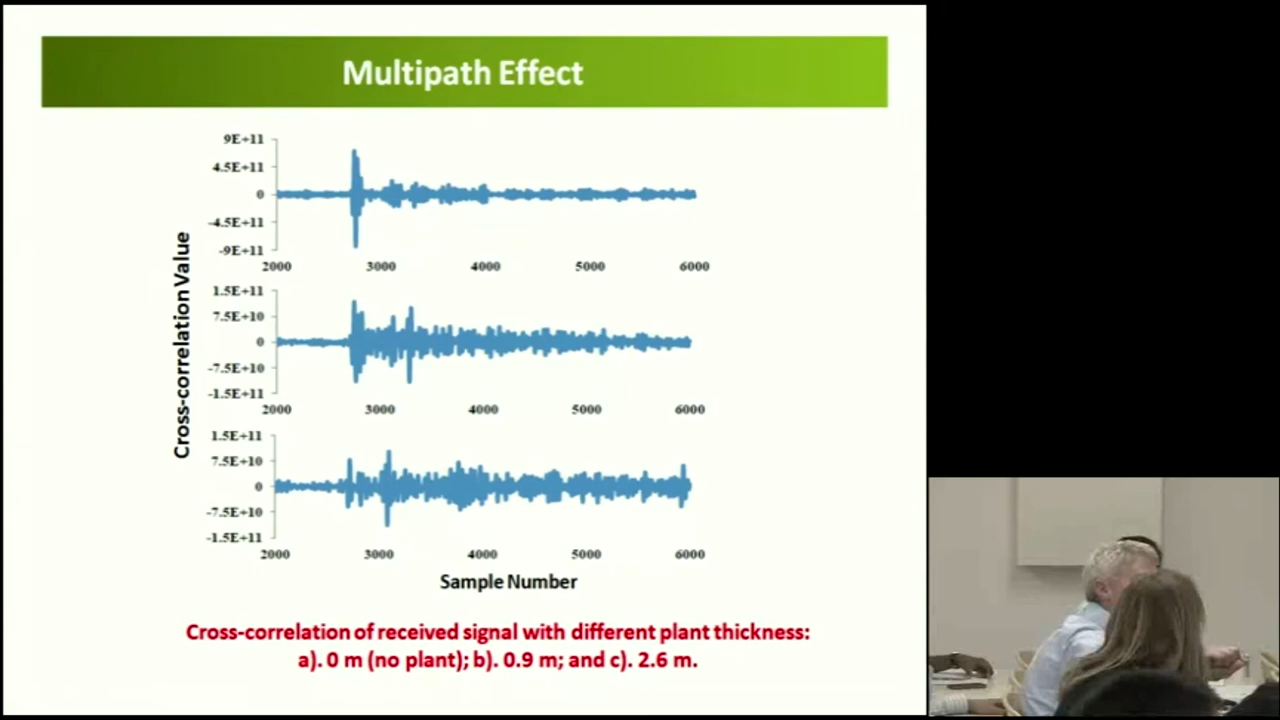 Multipath Effect
9E+11
4.5E+11
0
-4.5E+11
-9E+11
2000 3000 4000 5000 6000
1.5E+11
7.5E+10
0
-7.5E+10
-1.5E+11
2000 3000 4000 5000 6000
1.5E+11
7.5E+10
0
-7.5E+10
-1.5E+11
2000 3000 4000 5000 6000
Cross-correlation Value
Sample Number
Cross-correlation of received signal with different plant thickness:
a). 0 m (no plant); b). 0.9 m; and c). 2.6 m.